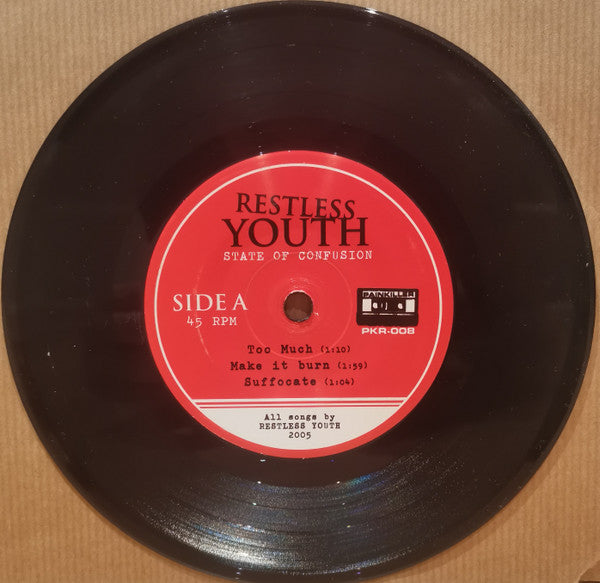 RESTLESS
YOUTH
STATE OF CONFUSION
SIDE A
45 RPM
PAINKILLER
PKR-008
Too Much (1:10)
Make it burn (1:59)
Suffocate (1:04)
All songs by
RESTLESS YOUTH
2005